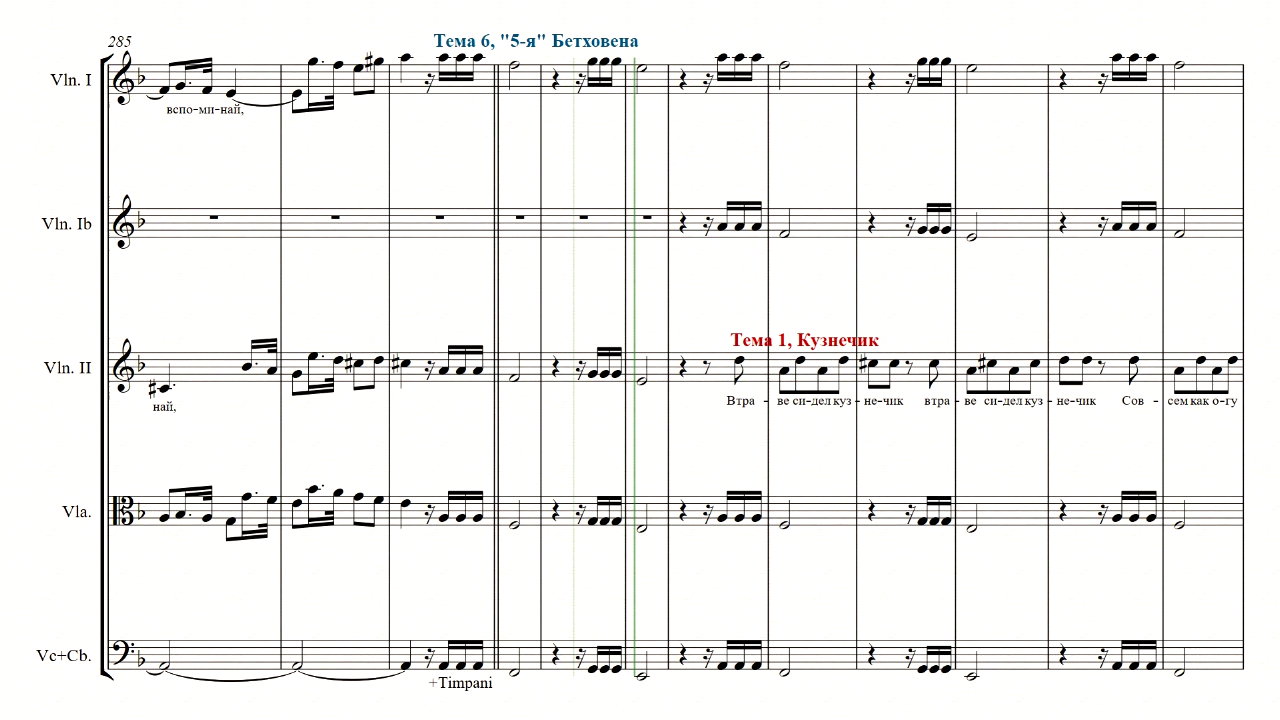 285
Тема 6, "5-я" Бетховена
Vln. I
вспо-ми-най,
Vln. Ib
Тема 1, Кузнечик
Vln. II
най,
Втра - ве си-дел куз - не-чик втра - ве си-дел куз - не-чик Сов - сем как о-гу
Vla.
Vc+Cb.
+Timpani